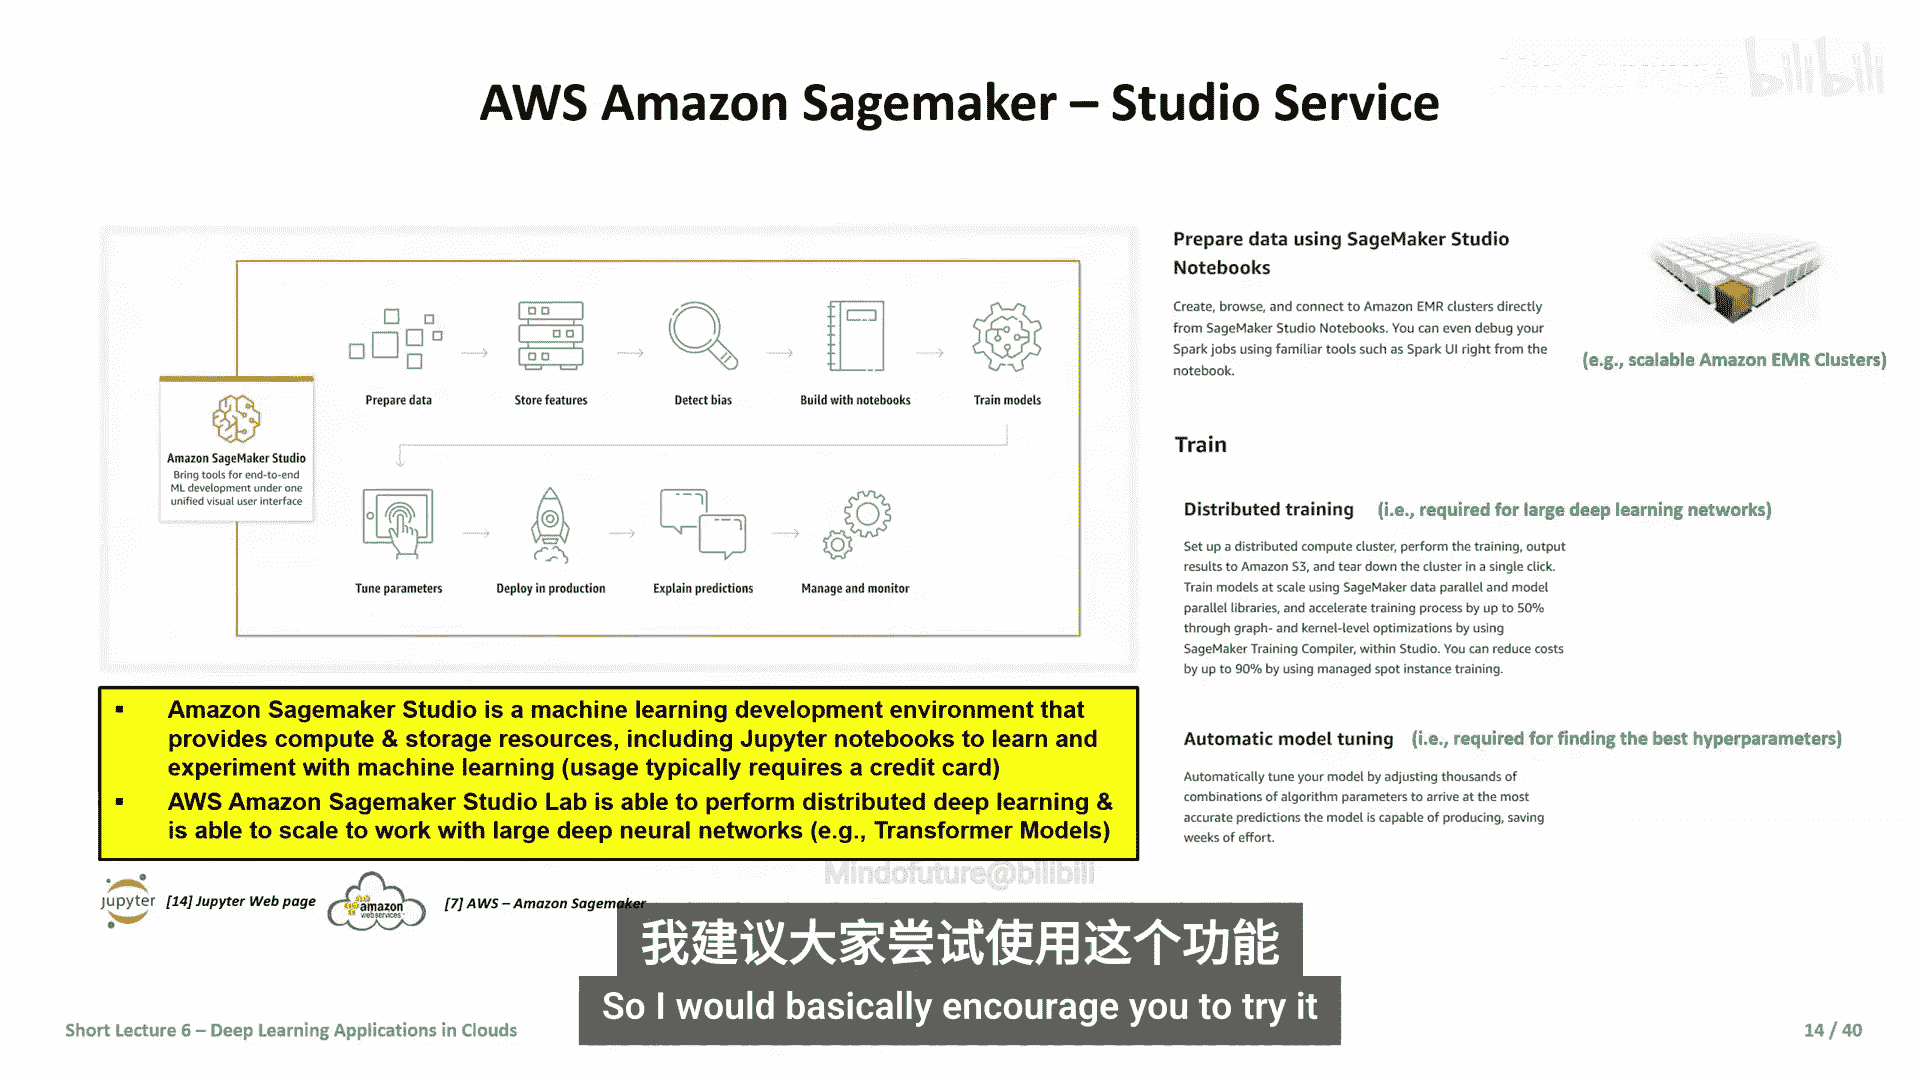 bilibili
AWS Amazon Sagemaker – Studio Service
Prepare data
Store features
Detect bias
Build with notebooks
Train models
Amazon SageMaker Studio
Bring tools for end-to-end
ML development under one
unified visual user interface
Tune parameters
Deploy in production
Explain predictions
Manage and monitor
Prepare data using SageMaker Studio
Notebooks
Create, browse, and connect to Amazon EMR clusters directly
from SageMaker Studio Notebooks. You can even debug your
Spark jobs using familiar tools such as Spark UI right from the
notebook.
(e.g., scalable Amazon EMR Clusters)
Train
Distributed training (i.e., required for large deep learning networks)
Set up a distributed compute cluster, perform the training, output
results to Amazon S3, and tear down the cluster in a single click.
Train models at scale using SageMaker data parallel and model
parallel libraries, and accelerate training process by up to 50%
through graph- and kernel-level optimizations by using
SageMaker Training Compiler, within Studio. You can reduce costs
by up to 90% by using managed spot instance training.
Automatic model tuning (i.e., required for finding the best hyperparameters)
Automatically tune your model by adjusting thousands of
combinations of algorithm parameters to arrive at the most
accurate predictions the model is capable of producing, saving
weeks of effort.
▪ Amazon Sagemaker Studio is a machine learning development environment that
provides compute & storage resources, including Jupyter notebooks to learn and
experiment with machine learning (usage typically requires a credit card)
▪ AWS Amazon Sagemaker Studio Lab is able to perform distributed deep learning &
is able to scale to work with large deep neural networks (e.g., Transformer Models)
Mindofuture@bilibili
jupyter [14] Jupyter Web page
amazon
web services
[7] AWS – Amazon Sagemaker
我建议大家尝试使用这个功能
So I would basically encourage you to try it
Short Lecture 6 – Deep Learning Applications in Clouds
14 / 40